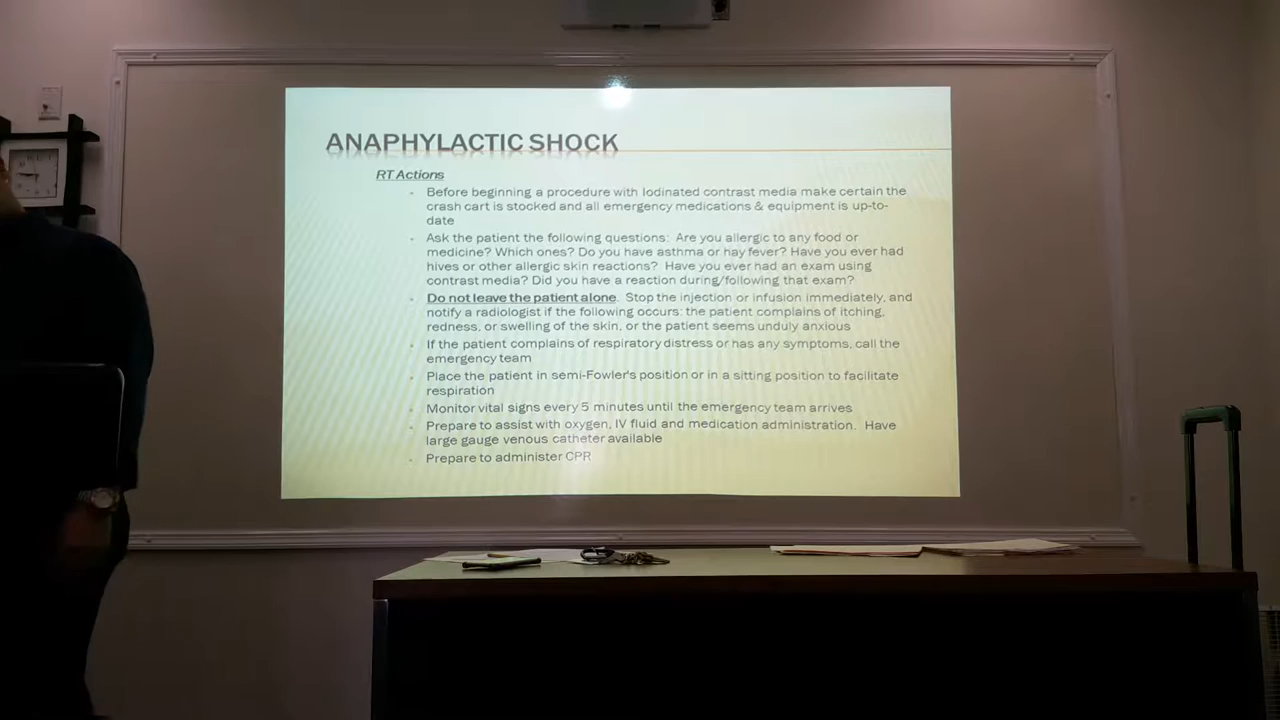 ANAPHYLACTIC SHOCK
RT Actions
Before beginning a procedure with Iodinated contrast media make certain the
crash cart is stocked and all emergency medications & equipment is up-to-
date
Ask the patient the following questions: Are you allergic to any food or
medicine? Which ones? Do you have asthma or hay fever? Have you ever had
hives or other allergic skin reactions? Have you ever had an exam using
contrast media? Did you have a reaction during/following that exam?
Do not leave the patient alone. Stop the injection or infusion immediately, and
notify a radiologist if the following occurs: the patient complains of itching,
redness, or swelling of the skin, or the patient seems unduly anxious
If the patient complains of respiratory distress or has any symptoms, call the
emergency team
Place the patient in semi-Fowler's position or in a sitting position to facilitate
respiration
Monitor vital signs every 5 minutes until the emergency team arrives
Prepare to assist with oxygen, IV fluid and medication administration. Have
large gauge venous catheter available
Prepare to administer CPR